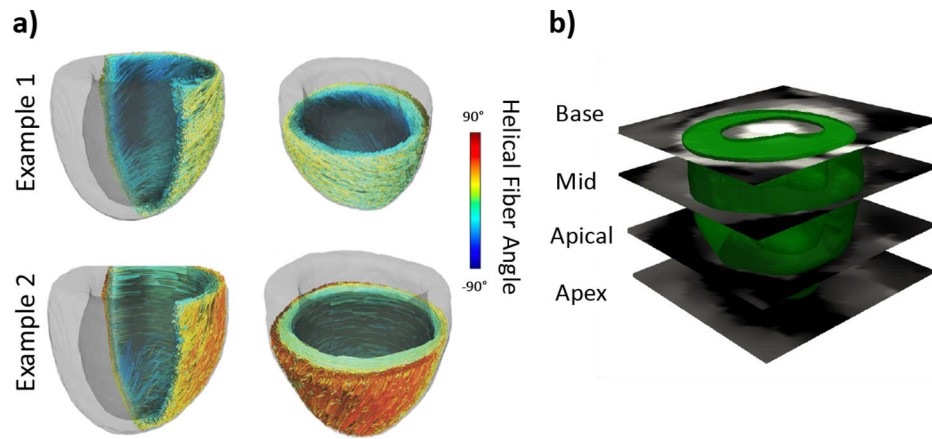 a)
b)
Example 1
Example 2
Helical Fiber Angle
90°
-90°
Base
Mid
Apical
Apex